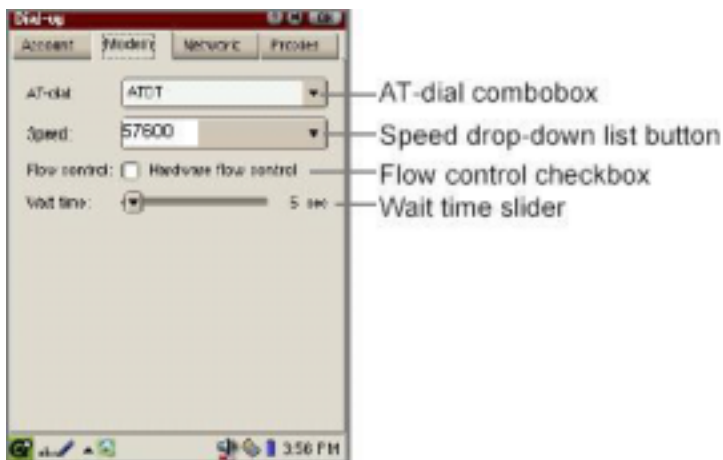 Dial-up
Account Modem Network Proxies
AT-dial ATDT
AT-dial combobox
Speed: 57600
Speed drop-down list button
Flow control: Hardware flow control
Flow control checkbox
Wait time: 5 sec
Wait time slider
3:56 PM